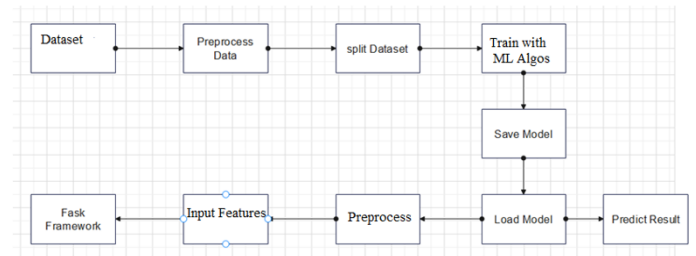 Dataset
Preprocess
Data
split Dataset
Train with
ML Algos
Save Model
Fask
Framework
Input Features
Preprocess
Load Model
Predict Result